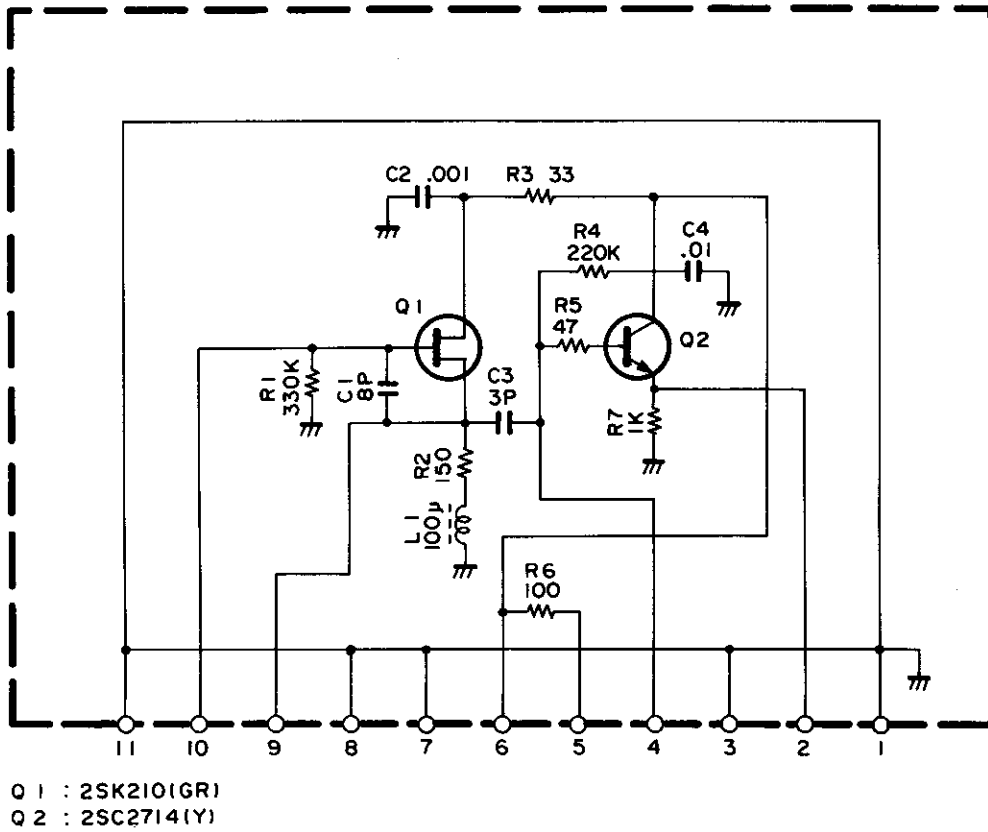 C2 .001
R3 33
R4
220K
C4
.01
Q1
R5
47
Q2
R1
330K
C1
8P
C3
3P
R7
1K
R2
150
L1
100μ
R6
100
11 10 9 8 7 6 5 4 3 2 1
Q1 : 2SK210(GR)
Q2 : 2SC2714(Y)